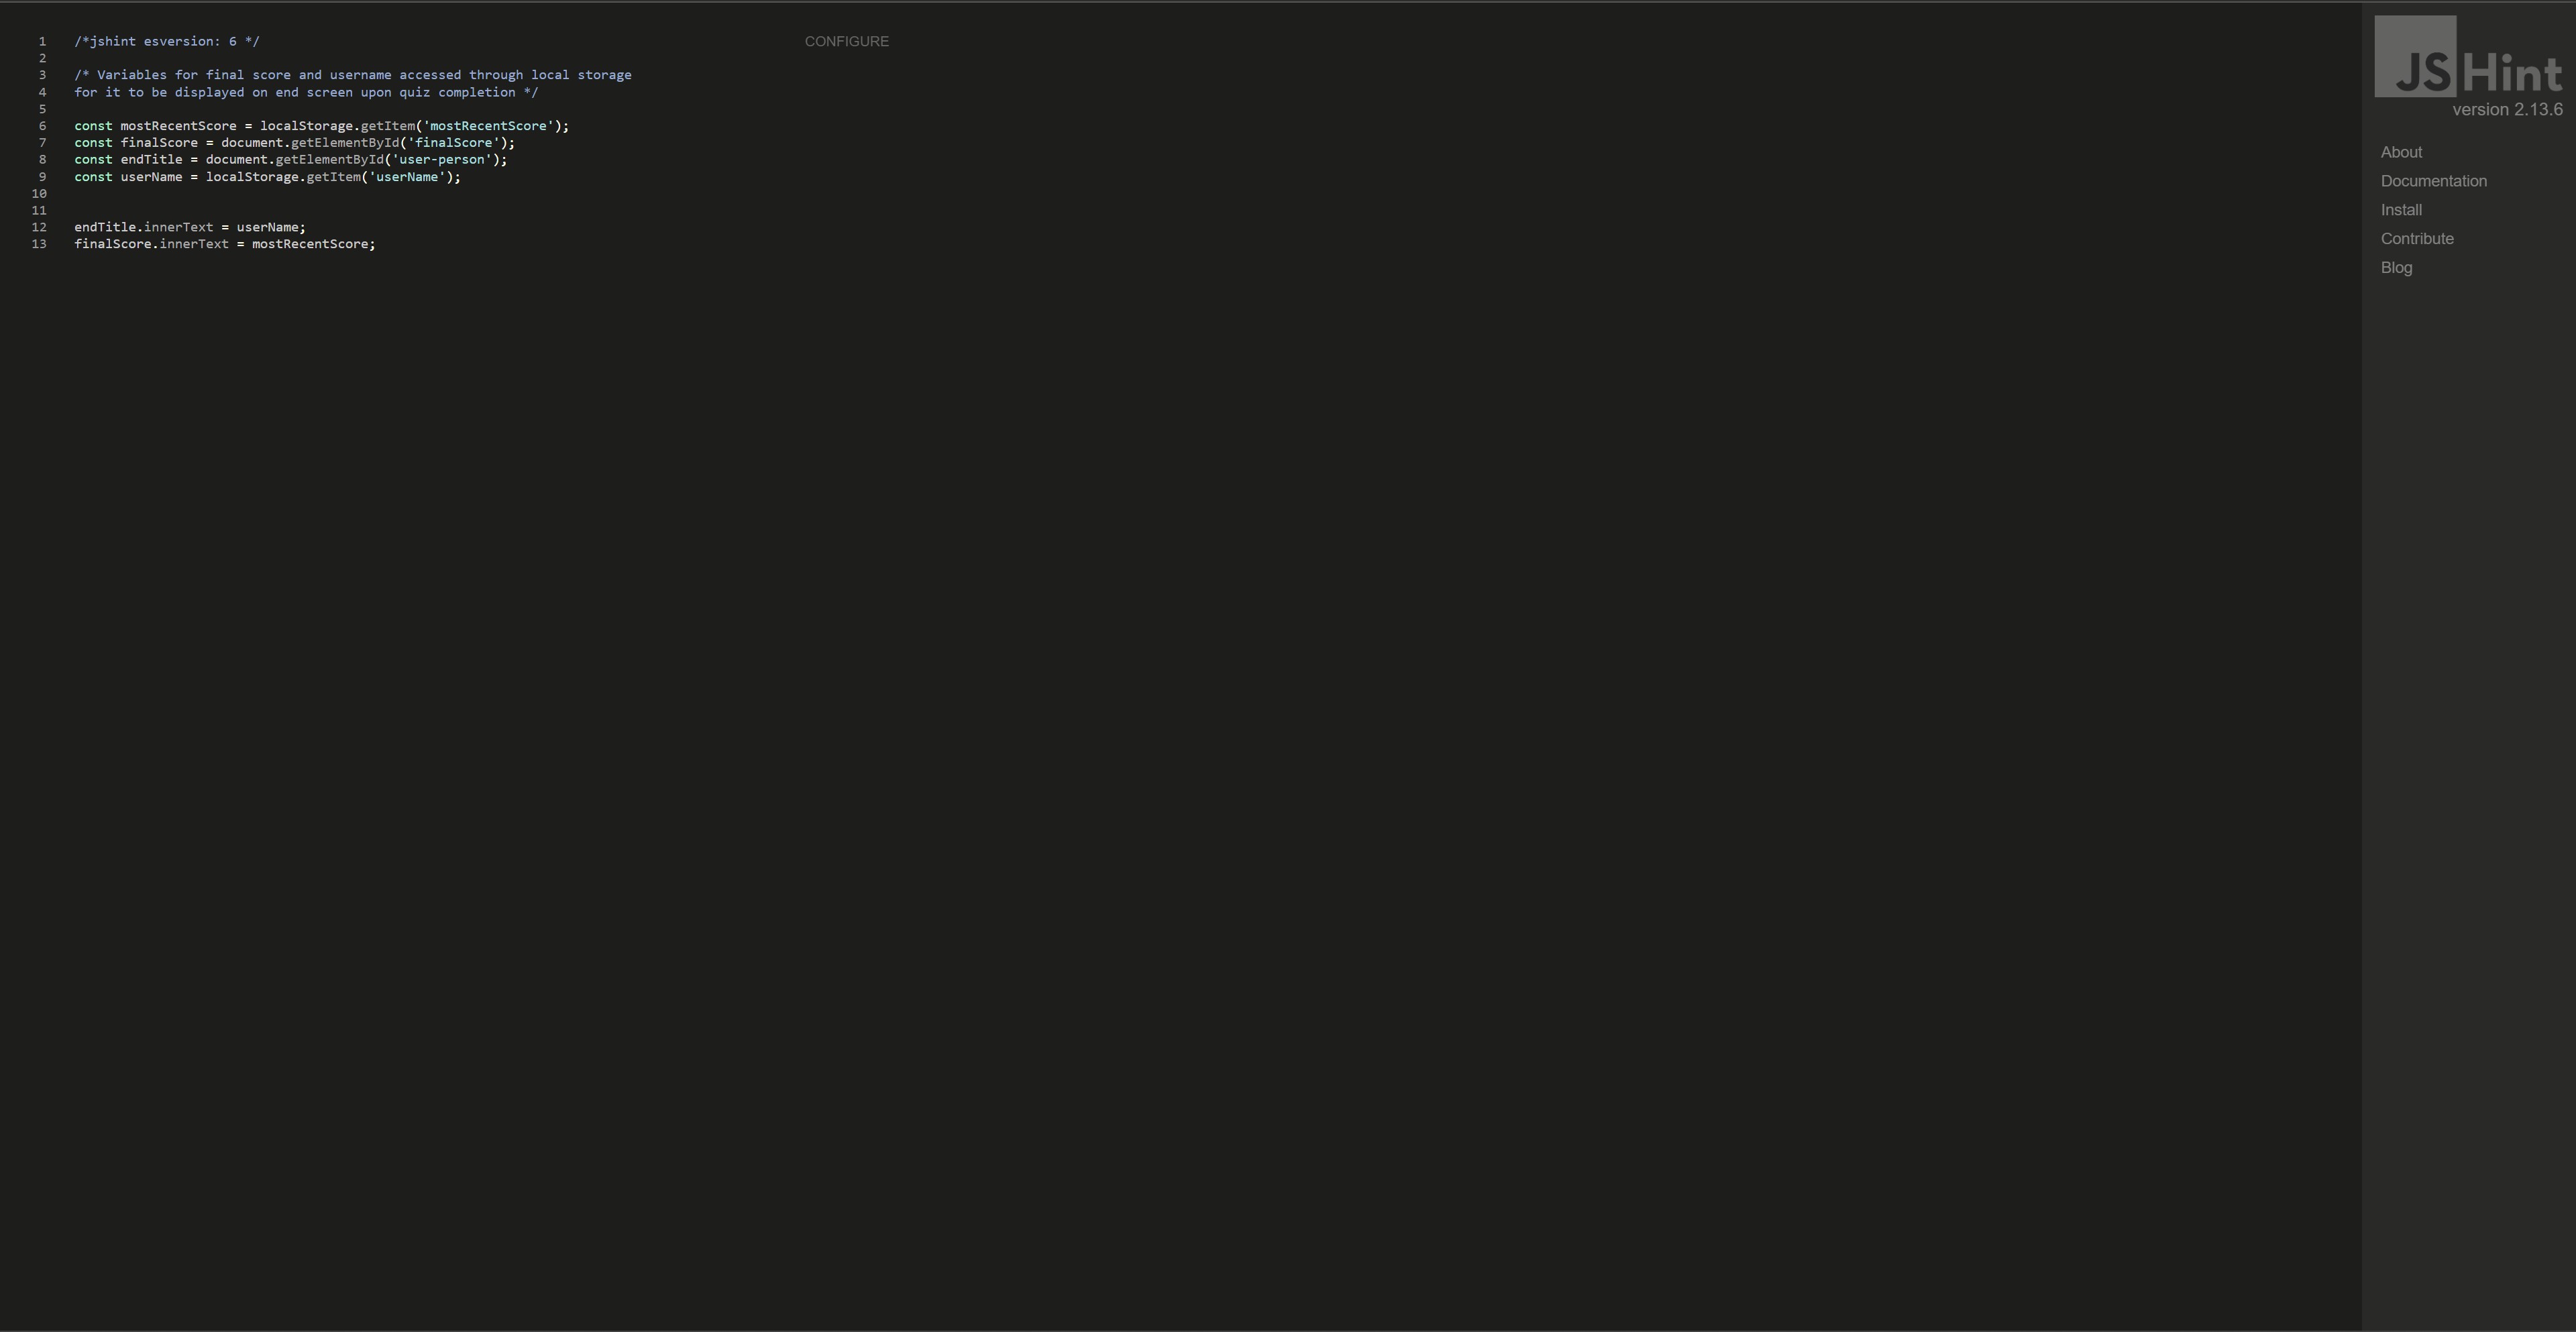 1 /*jshint esversion: 6 */
2
3 /* Variables for final score and username accessed through local storage
4 for it to be displayed on end screen upon quiz completion */
5
6 const mostRecentScore = localStorage.getItem('mostRecentScore');
7 const finalScore = document.getElementById('finalScore');
8 const endTitle = document.getElementById('user-person');
9 const userName = localStorage.getItem('userName');
10
11
12 endTitle.innerText = userName;
13 finalScore.innerText = mostRecentScore;
CONFIGURE
JSHint
version 2.13.6
About
Documentation
Install
Contribute
Blog